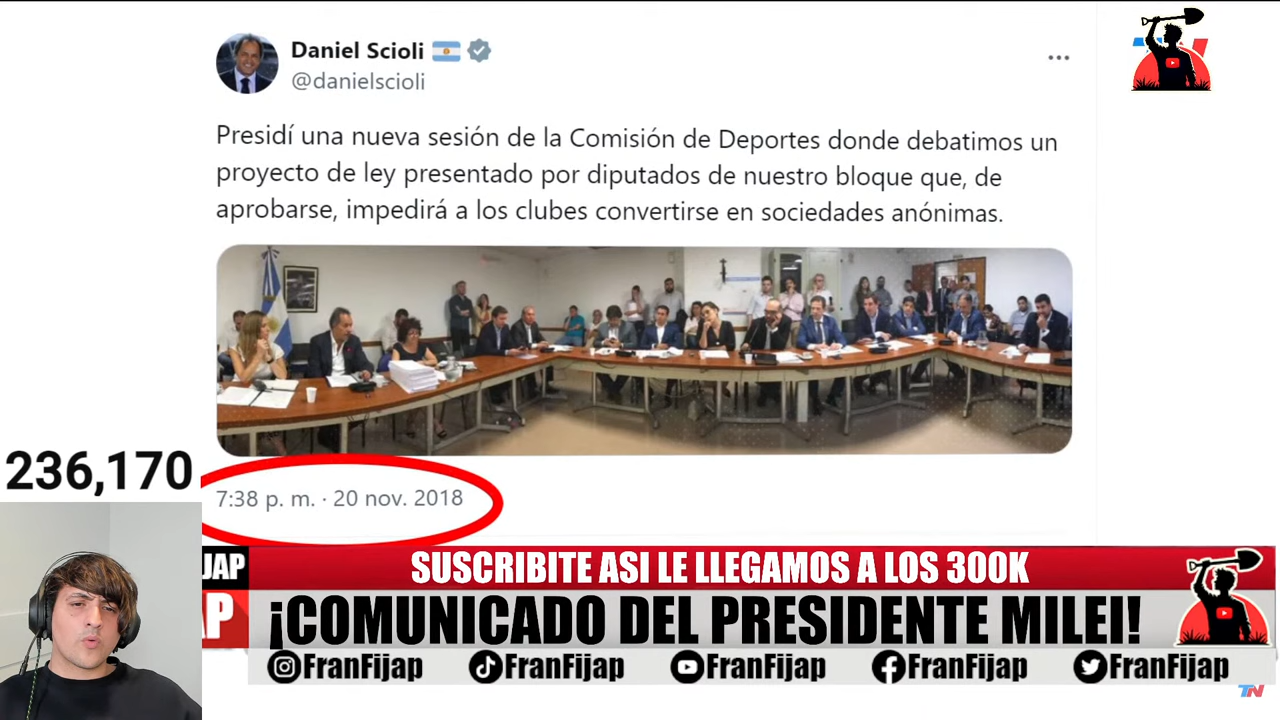 Daniel Scioli
@danielscioli
Presidí una nueva sesión de la Comisión de Deportes donde debatimos un
proyecto de ley presentado por diputados de nuestro bloque que, de
aprobarse, impedirá a los clubes convertirse en sociedades anónimas.
236,170
7:38 p. m. · 20 nov. 2018
IJAP
SUSCRIBITE ASI LE LLEGAMOS A LOS 300K
AP
¡COMUNICADO DEL PRESIDENTE MILEI!
FranFijap FranFijap FranFijap FranFijap FranFijap
TN